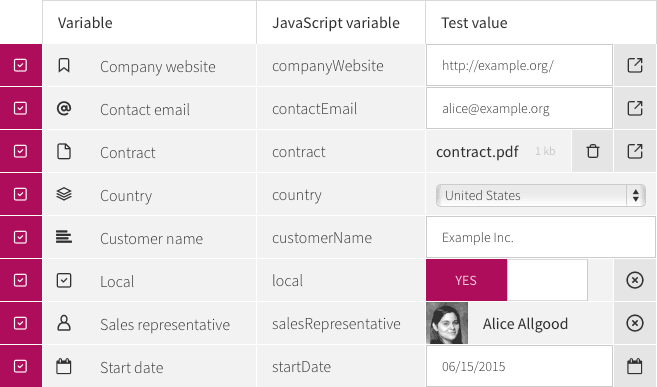 Variable JavaScript variable Test value
Company website companyWebsite http://example.org/
Contact email contactEmail alice@example.org
Contract contract contract.pdf 1 kb
Country country United States
Customer name customerName Example Inc.
Local local YES
Sales representative salesRepresentative Alice Allgood
Start date startDate 06/15/2015